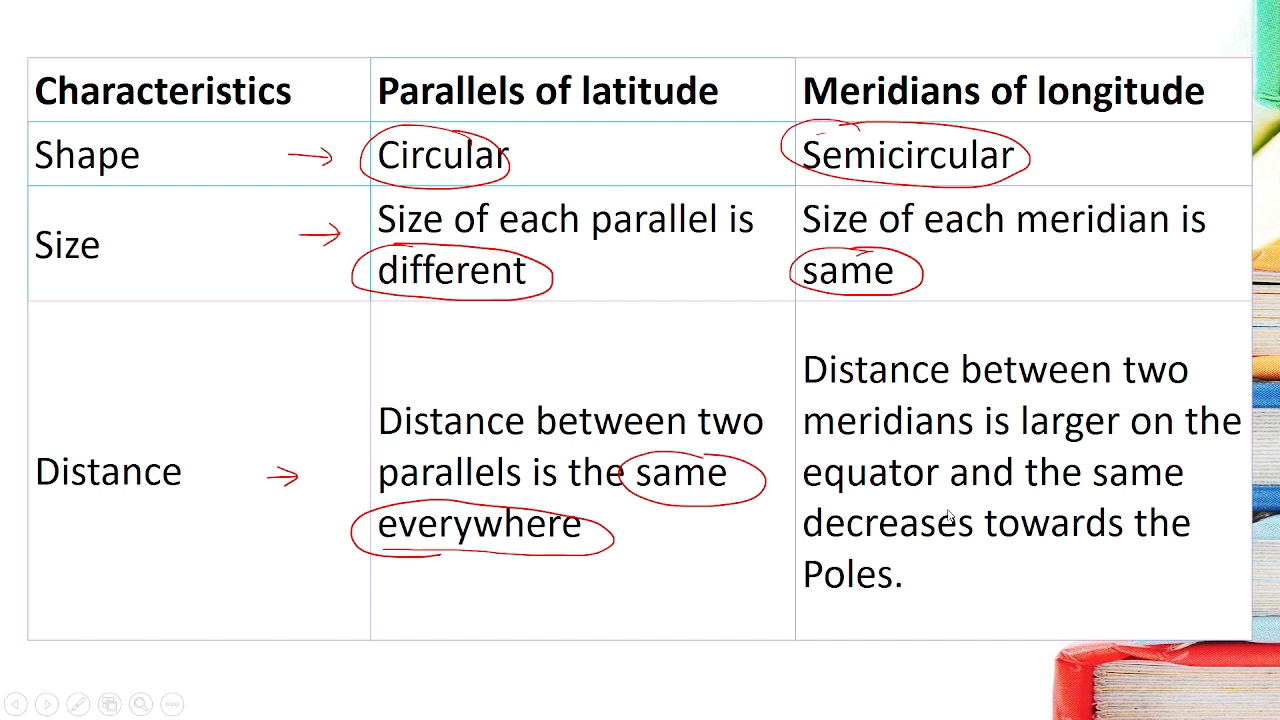 Characteristics
Parallels of latitude
Meridians of longitude
Shape
Circular
Semicircular
Size
Size of each parallel is
different
Size of each meridian is
same
Distance
Distance between two
parallels is the same
everywhere
Distance between two
meridians is larger on the
equator and the same
decreases towards the
Poles.